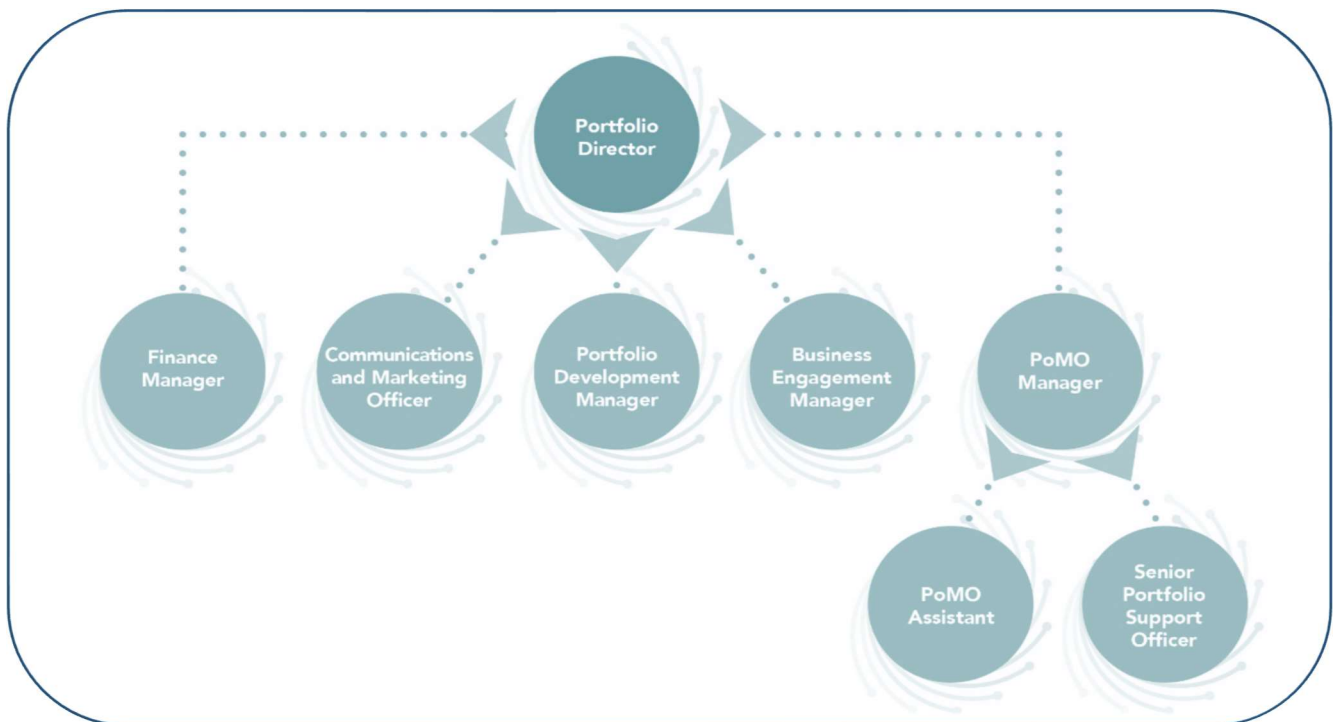 Portfolio
Director
Finance
Manager
Communications
and Marketing
Officer
Portfolio
Development
Manager
Business
Engagement
Manager
PoMO
Manager
PoMO
Assistant
Senior
Portfolio
Support
Officer